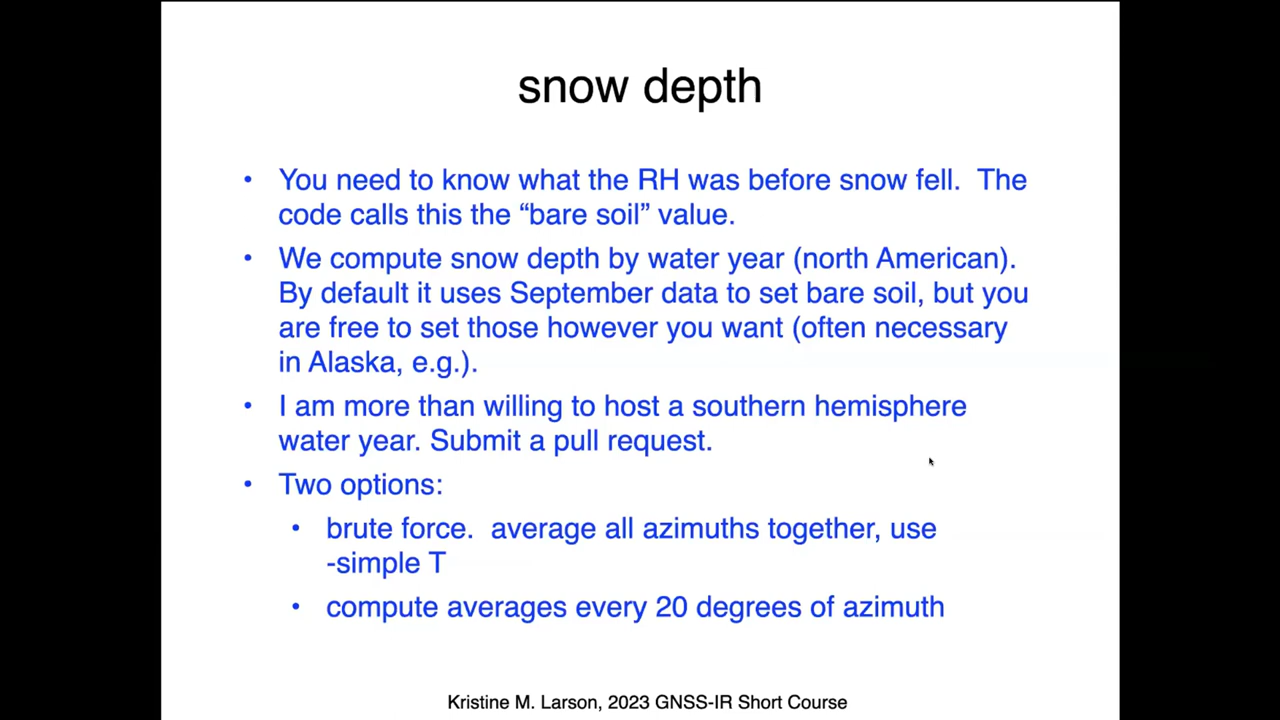 snow depth
• You need to know what the RH was before snow fell.  The
code calls this the “bare soil” value.
• We compute snow depth by water year (north American).
By default it uses September data to set bare soil, but you
are free to set those however you want (often necessary
in Alaska, e.g.).
• I am more than willing to host a southern hemisphere
water year. Submit a pull request.
• Two options:
• brute force.  average all azimuths together, use
-simple T
• compute averages every 20 degrees of azimuth
Kristine M. Larson, 2023 GNSS-IR Short Course